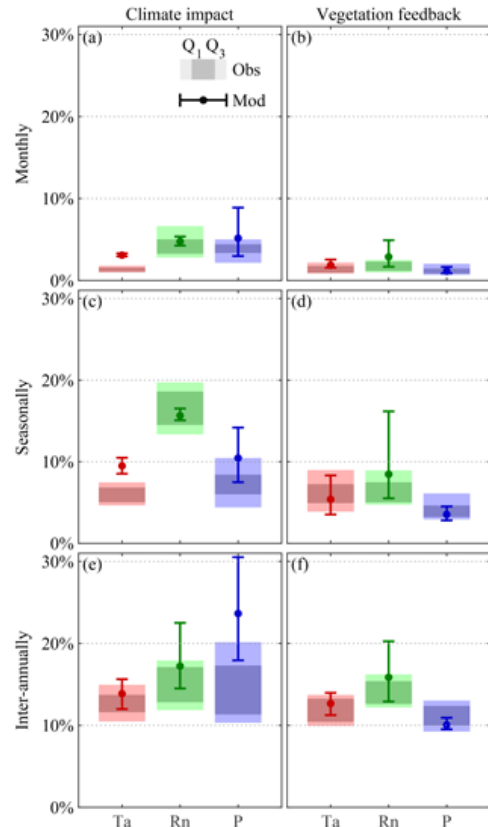 Climate impact Vegetation feedback
30% (a) (b)
Q1 Q3
Obs
Mod
20%
Monthly
10%
0%
30% (c) (d)
20%
Seasonally
10%
0%
30% (e) (f)
20%
Inter-annually
10%
0%
Ta Rn P Ta Rn P